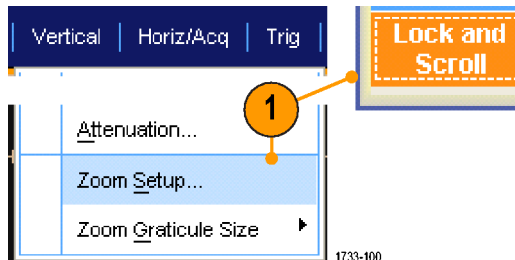 Vertical Horiz/Acq Trig
Lock and
Scroll
1
Attenuation...
Zoom Setup...
Zoom Graticule Size
1733-100